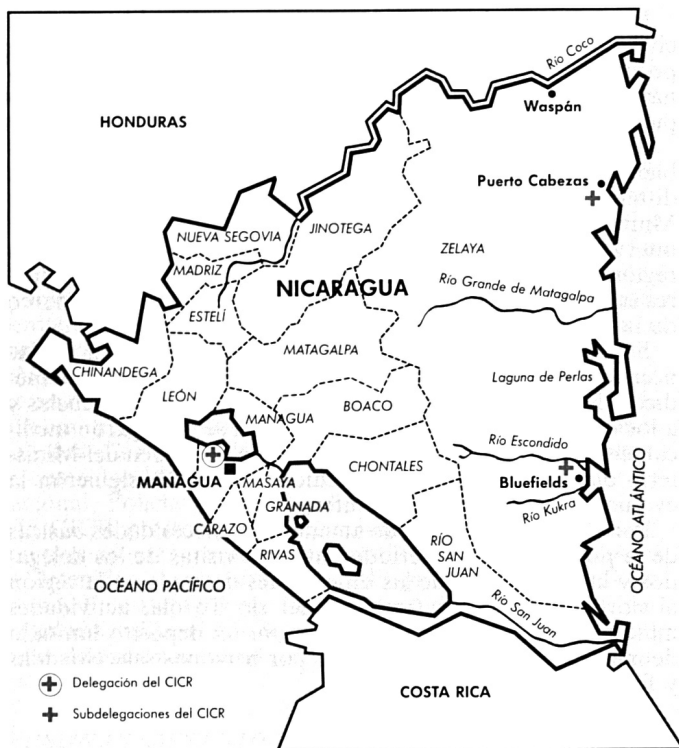 Río Coco
Waspán
HONDURAS
Puerto Cabezas
NUEVA SEGOVIA
JINOTEGA
ZELAYA
MADRIZ
NICARAGUA
Río Grande de Matagalpa
ESTELÍ
MATAGALPA
CHINANDEGA
Laguna de Perlas
LEÓN
MANAGUA
BOACO
Río Escondido
CHONTALES
MANAGUA
MASAYA
Bluefields
GRANADA
Río Kukra
CARAZO
RIVAS
RÍO
SAN
JUAN
OCÉANO ATLÁNTICO
OCÉANO PACÍFICO
Río San Juan
Delegación del CICR
COSTA RICA
Subdelegaciones del CICR